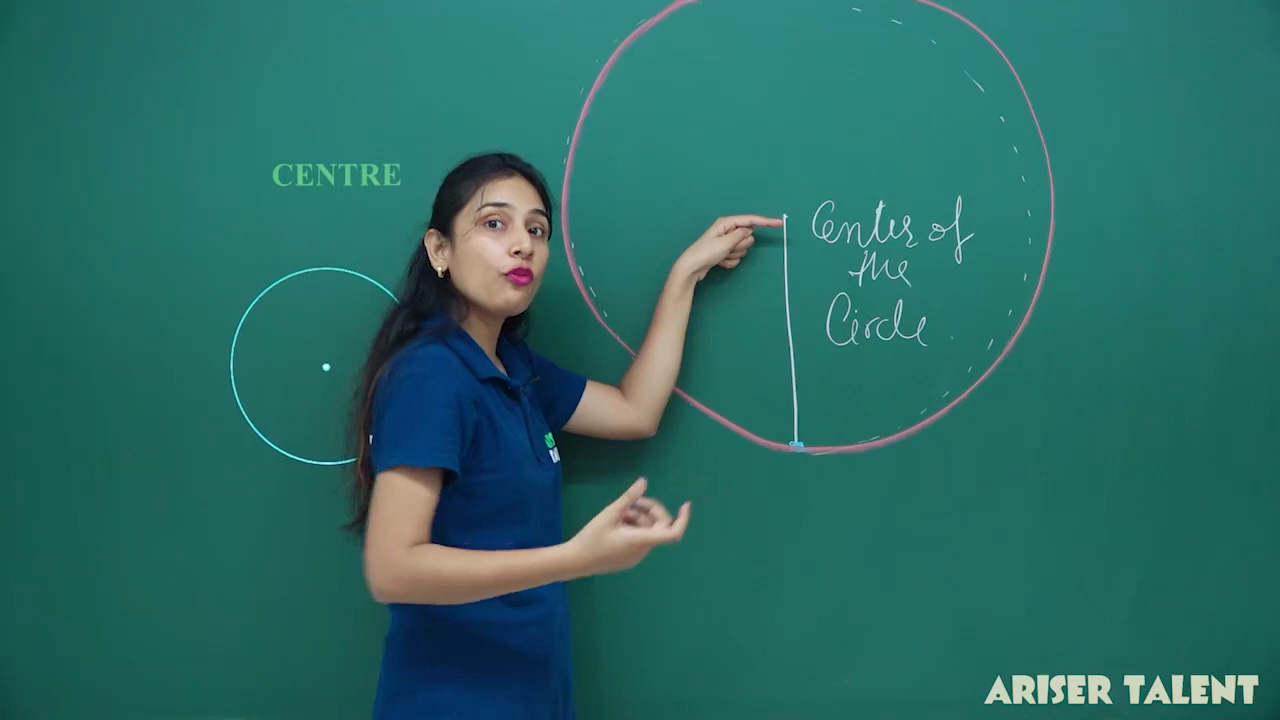 CENTRE
Center of
the
Circle
ARISER TALENT